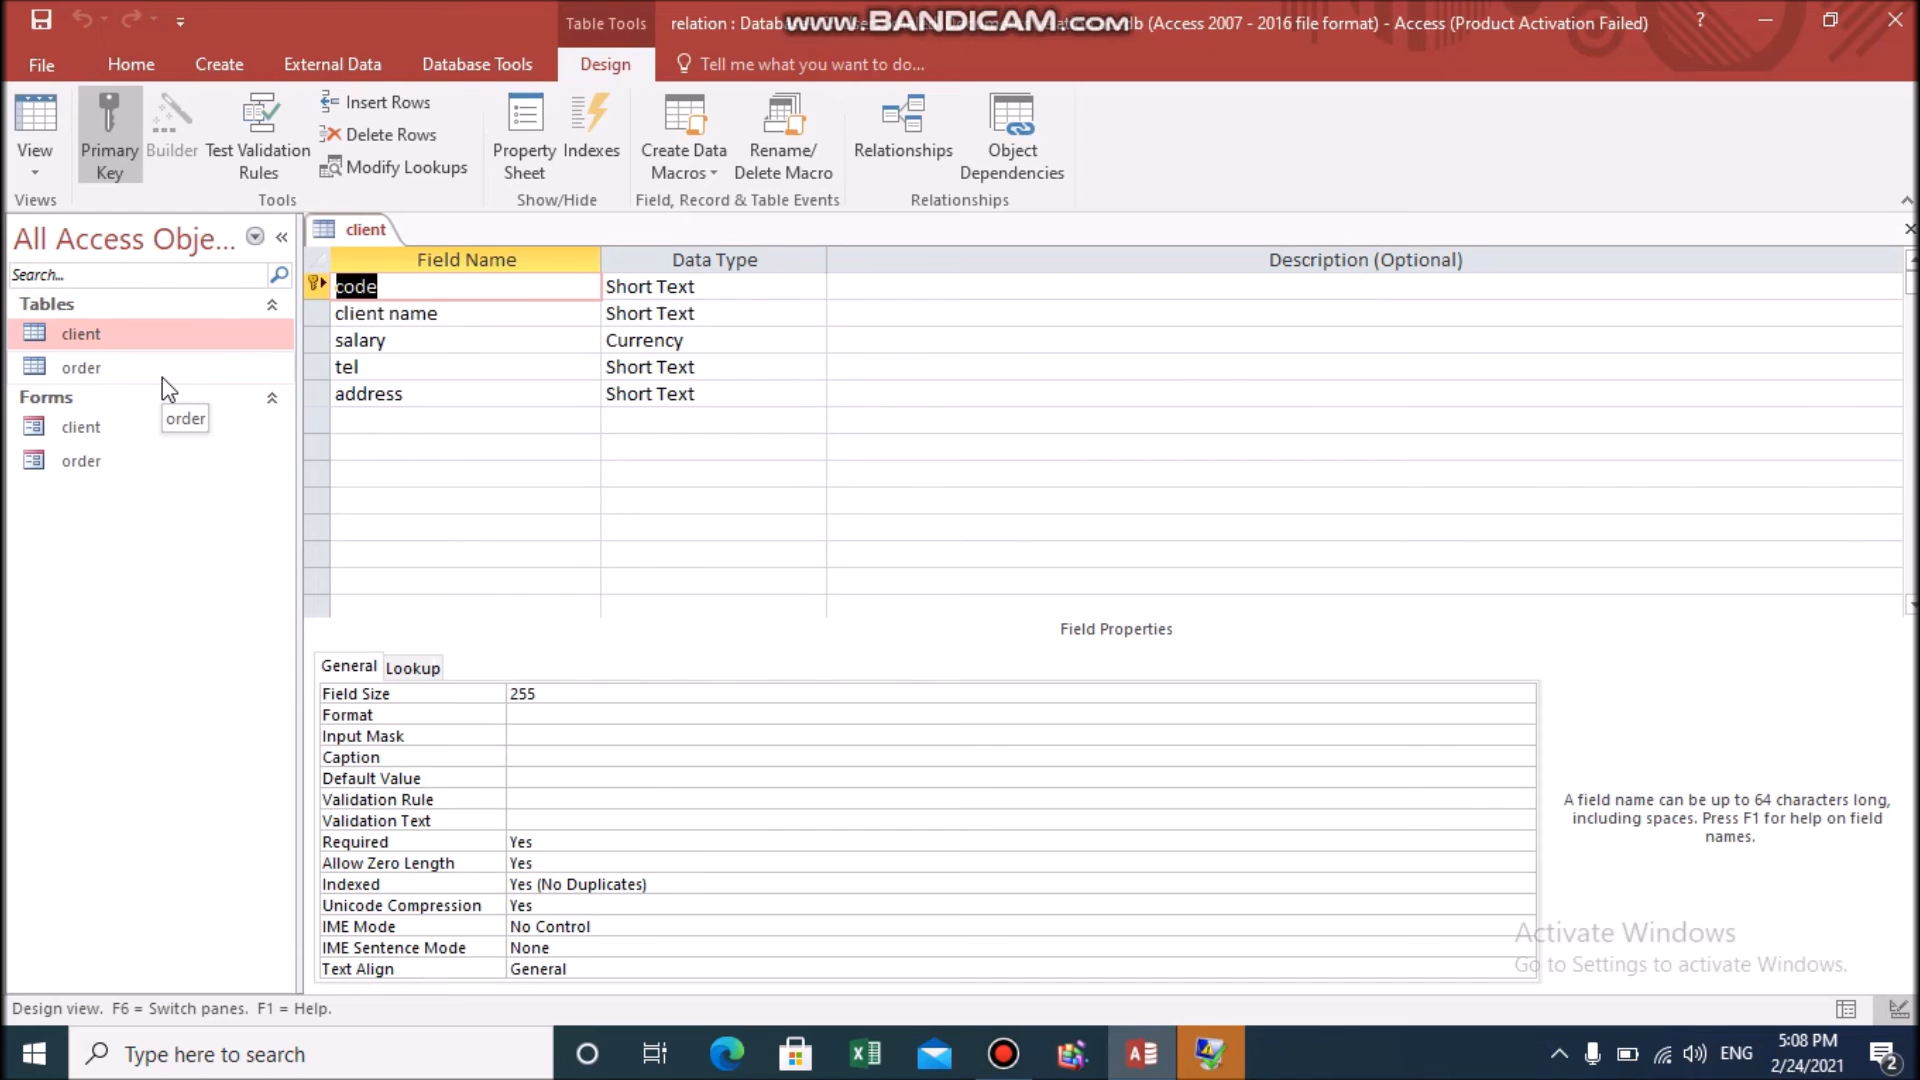 Table Tools
relation : Databa
www.BANDICAM.com
db (Access 2007 - 2016 file format) - Access (Product Activation Failed)
?
File
Home
Create
External Data
Database Tools
Design
Tell me what you want to do...
View
Primary Key
Builder
Test Validation Rules
Insert Rows
Delete Rows
Modify Lookups
Property Sheet
Indexes
Create Data Macros
Rename/ Delete Macro
Relationships
Object Dependencies
Views
Tools
Show/Hide
Field, Record & Table Events
Relationships
All Access Obje...
Search...
Tables
client
order
Forms
client
order
order
client
Field Name
Data Type
Description (Optional)
code
Short Text
client name
Short Text
salary
Currency
tel
Short Text
address
Short Text
Field Properties
General
Lookup
Field Size
255
Format
Input Mask
Caption
Default Value
Validation Rule
Validation Text
Required
Yes
Allow Zero Length
Yes
Indexed
Yes (No Duplicates)
Unicode Compression
Yes
IME Mode
No Control
IME Sentence Mode
None
Text Align
General
A field name can be up to 64 characters long,
including spaces. Press F1 for help on field
names.
Activate Windows
Go to Settings to activate Windows.
Design view.  F6 = Switch panes.  F1 = Help.
Type here to search
ENG
5:08 PM
2/24/2021
2